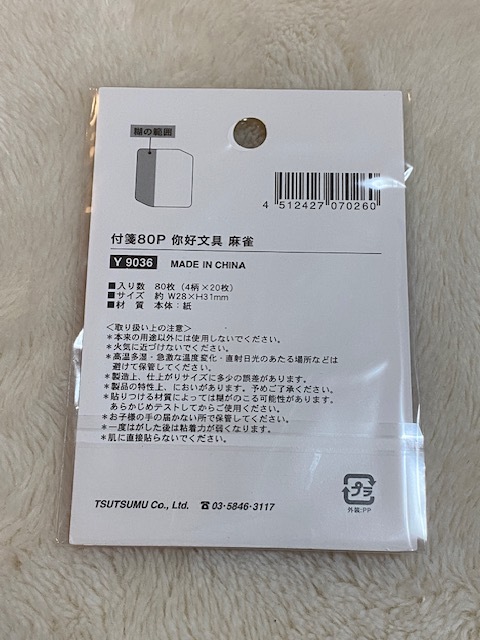 糊の範囲
4 512427 070260
付箋80P 你好文具 麻雀
Y 9036 MADE IN CHINA
■入り数 80枚（4柄×20枚）
■サイズ 約 W28×H31mm
■材 質 本体：紙
＜取り扱い上の注意＞
＊本来の用途以外には使用しないでください。
＊火気に近づけないでください。
＊高温多湿・急激な温度変化・直射日光のあたる場所などは
避けて保管してください。
＊製造上、仕上がりサイズに多少の誤差があります。
＊製品の特性上、においがあります。予めご了承ください。
＊貼りつける材質によっては糊がのこる可能性があります。
あらかじめテストしてからご使用ください。
＊お子様の手の届かない所で保管してください。
＊一度はがした後は粘着力が弱くなります。
＊肌に直接貼らないでください。
プラ
外装:PP
TSUTSUMU Co., Ltd. ☎03-5846-3117